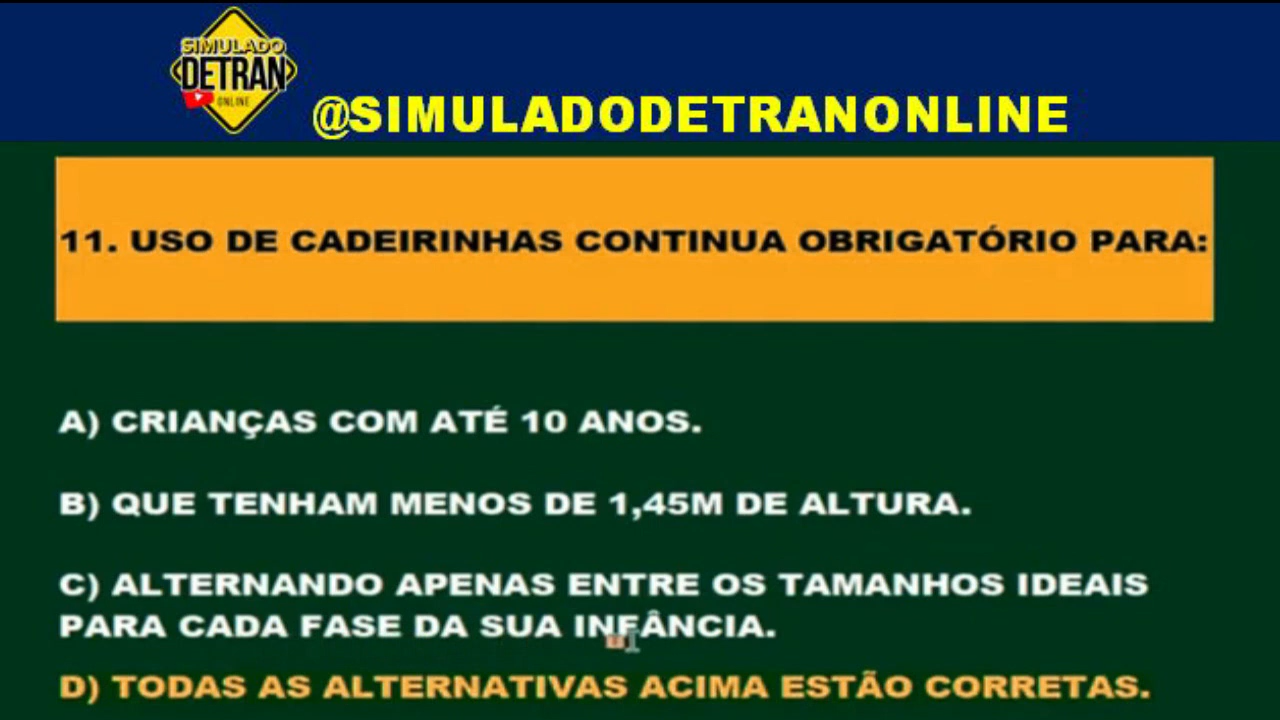 SIMULADO
DETRAN
ONLINE
@SIMULADODETRANONLINE
11. USO DE CADEIRINHAS CONTINUA OBRIGATÓRIO PARA:
A) CRIANÇAS COM ATÉ 10 ANOS.
B) QUE TENHAM MENOS DE 1,45M DE ALTURA.
C) ALTERNANDO APENAS ENTRE OS TAMANHOS IDEAIS
PARA CADA FASE DA SUA INFÂNCIA.
D) TODAS AS ALTERNATIVAS ACIMA ESTÃO CORRETAS.